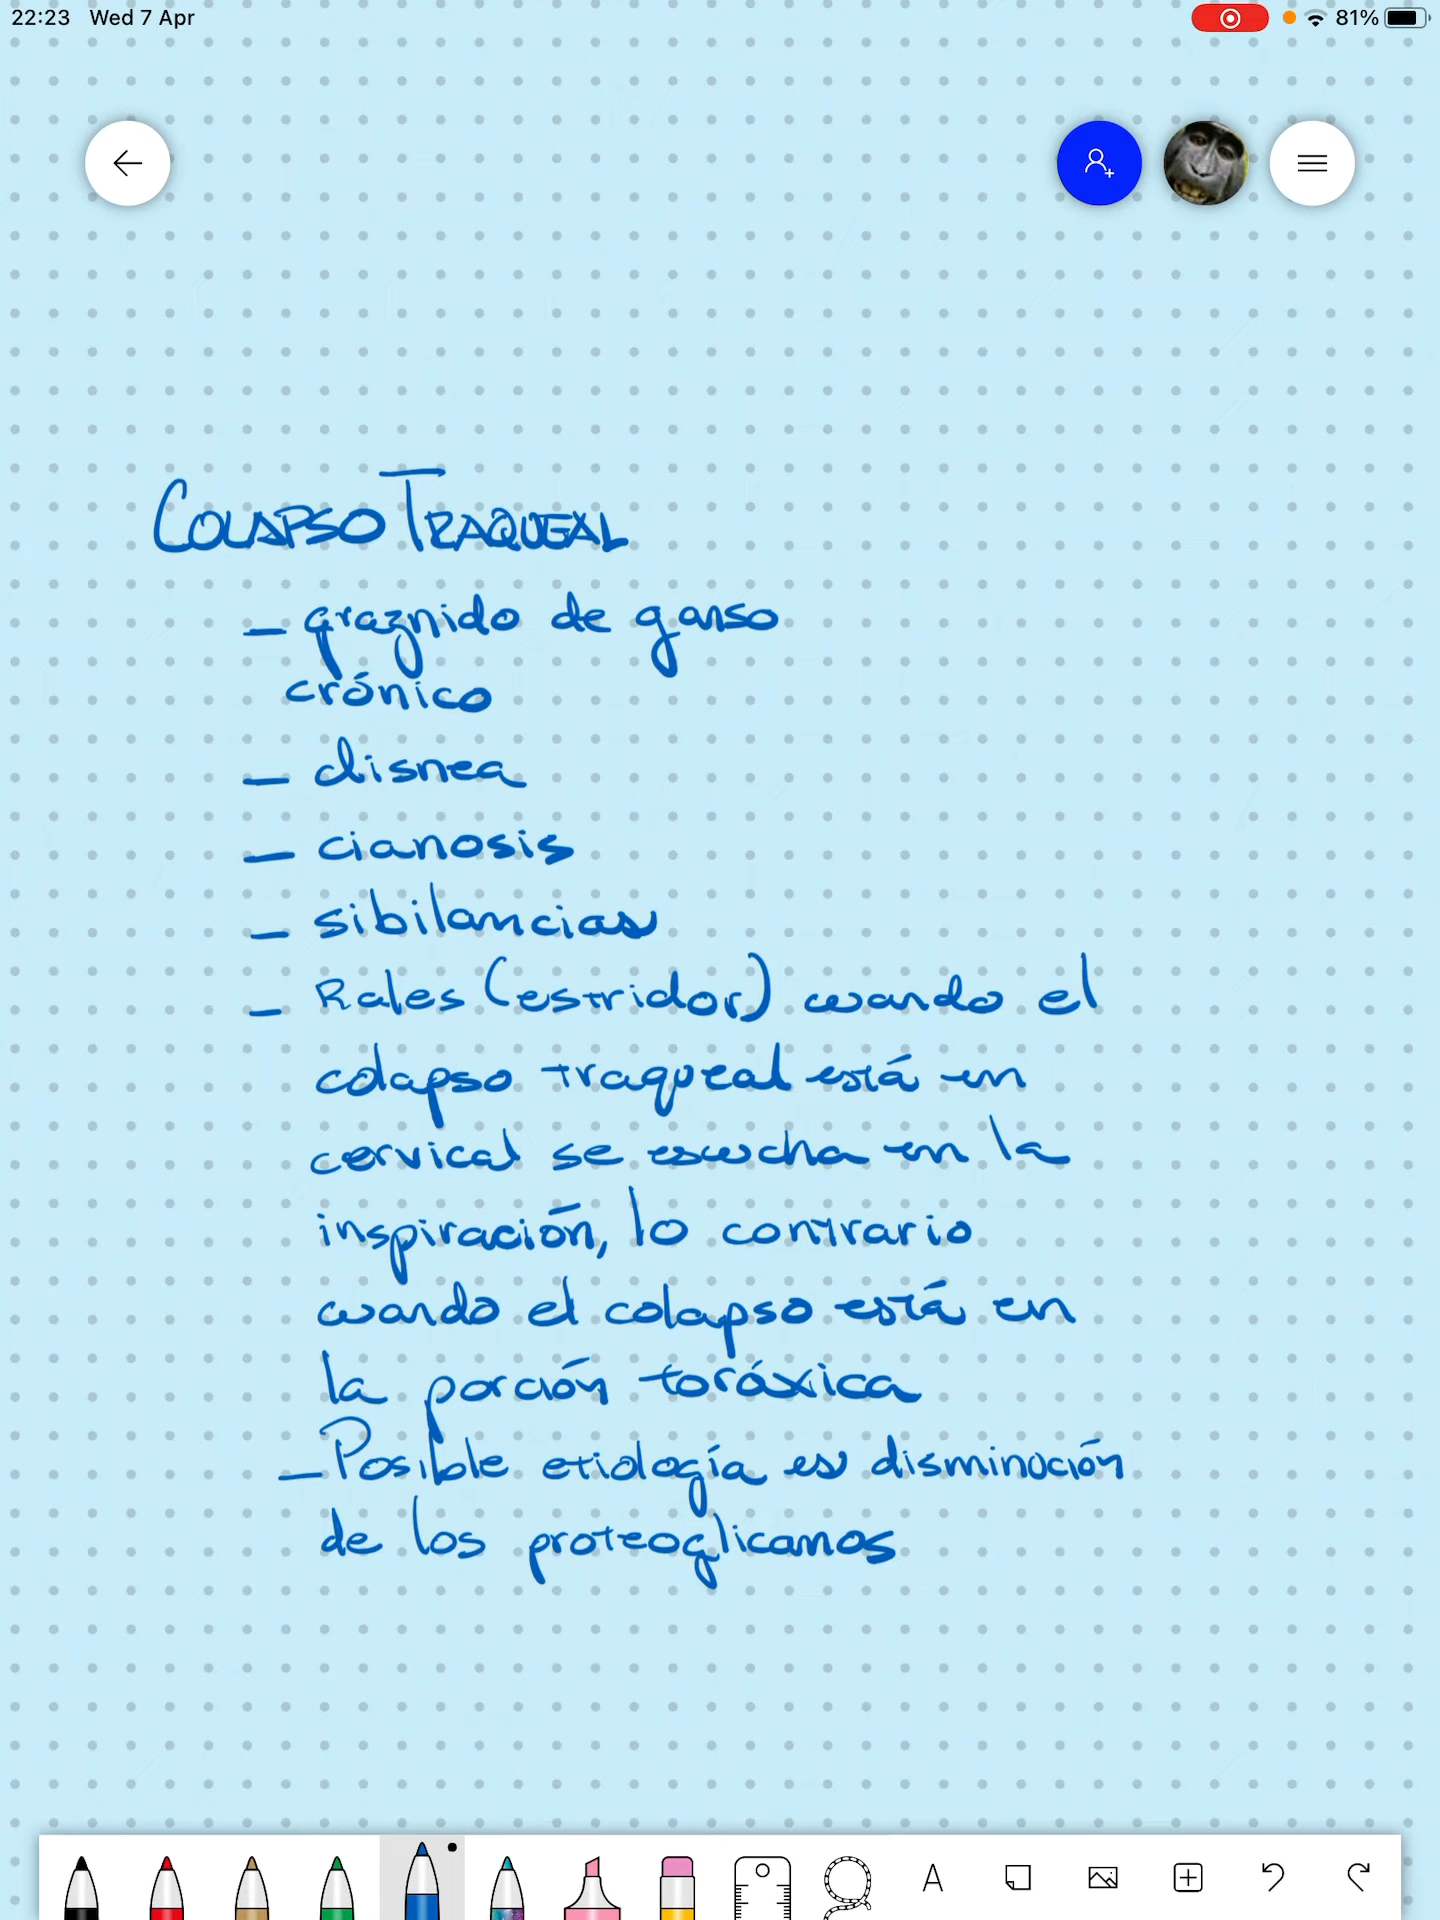 22:23 Wed 7 Apr 81%
COLAPSO TRAQUEAL
- graznido de ganso
crónico
- disnea
- cianosis
- sibilancias
- Rales (estridor) cuando el
colapso traqueal está en
cervical se escucha en la
inspiración, lo contrario
cuando el colapso está en
la porción toráxica
- Posible etiología es disminución
de los proteoglicanos
A